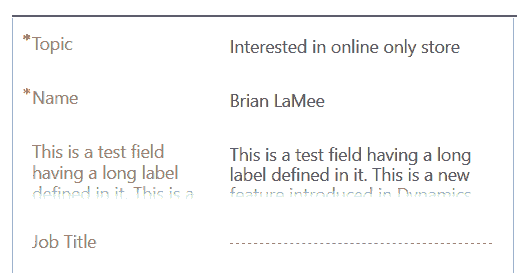 *Topic
Interested in online only store
*Name
Brian LaMee
This is a test field
having a long label
defined in it. This is a
This is a test field having a long
label defined in it. This is a new
feature introduced in Dynamics
Job Title